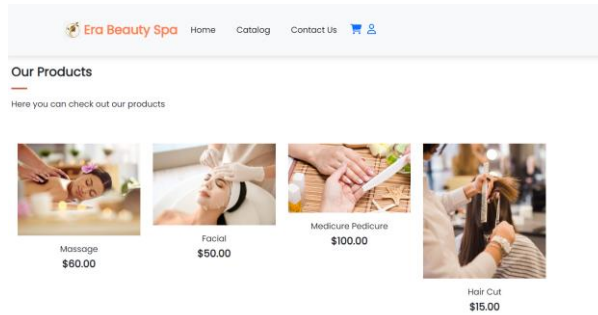 Era Beauty Spa Home Catalog Contact Us
Our Products
Here you can check out our products
Massage
$60.00
Facial
$50.00
Medicure Pedicure
$100.00
Hair Cut
$15.00